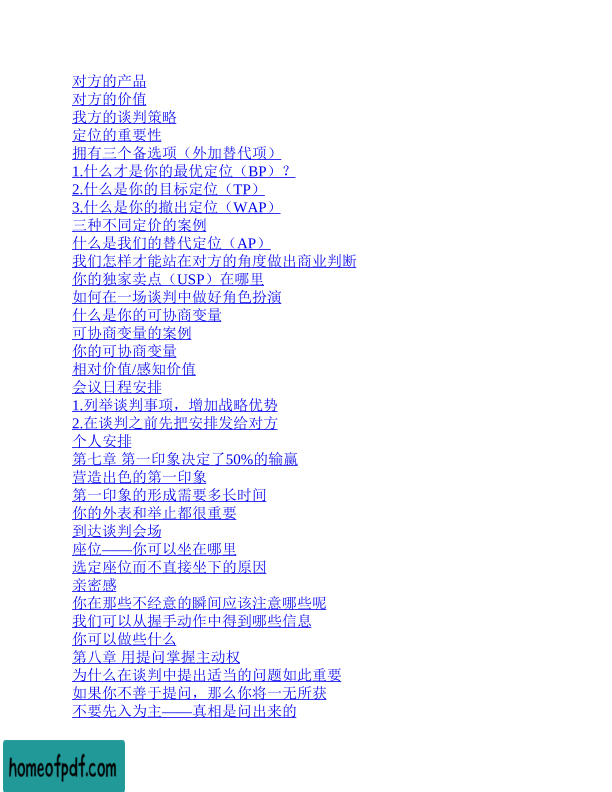 对方的产品
对方的价值
我方的谈判策略
定位的重要性
拥有三个备选项（外加替代项）
1.什么才是你的最优定位（BP）？
2.什么是你的目标定位（TP）
3.什么是你的撤出定位（WAP）
三种不同定价的案例
什么是我们的替代定位（AP）
我们怎样才能站在对方的角度做出商业判断
你的独家卖点（USP）在哪里
如何在一场谈判中做好角色扮演
什么是你的可协商变量
可协商变量的案例
你的可协商变量
相对价值/感知价值
会议日程安排
1.列举谈判事项，增加战略优势
2.在谈判之前先把安排发给对方
个人安排
第七章 第一印象决定了50%的输赢
营造出色的第一印象
第一印象的形成需要多长时间
你的外表和举止都很重要
到达谈判会场
座位——你可以坐在哪里
选定座位而不直接坐下的原因
亲密感
你在那些不经意的瞬间应该注意哪些呢
我们可以从握手动作中得到哪些信息
你可以做些什么
第八章 用提问掌握主动权
为什么在谈判中提出适当的问题如此重要
如果你不善于提问，那么你将一无所获
不要先入为主——真相是问出来的
homeofpdf.com